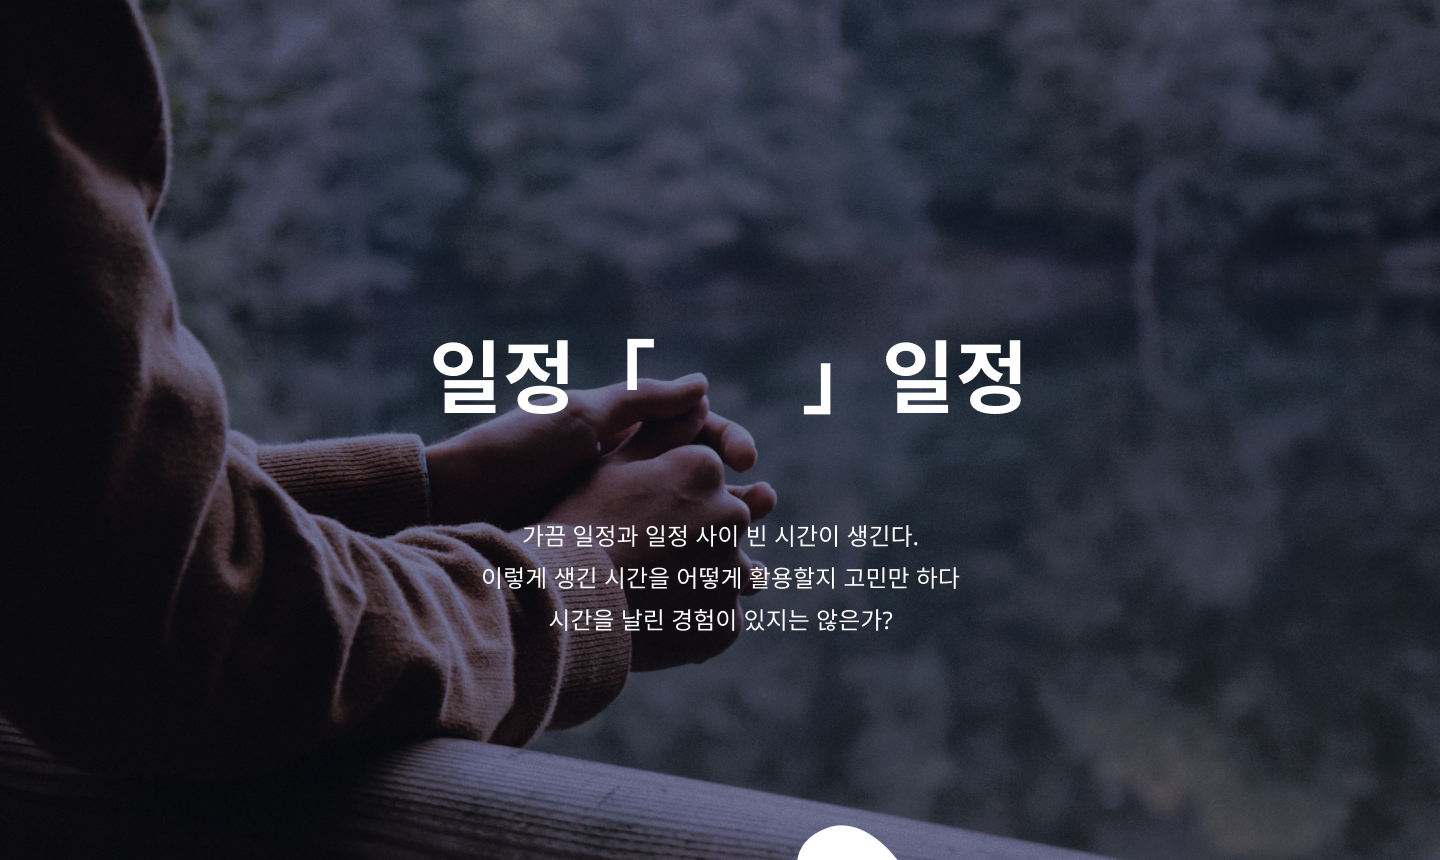 일정 「 」 일정
가끔 일정과 일정 사이 빈 시간이 생긴다.
이렇게 생긴 시간을 어떻게 활용할지 고민만 하다
시간을 날린 경험이 있지는 않은가?